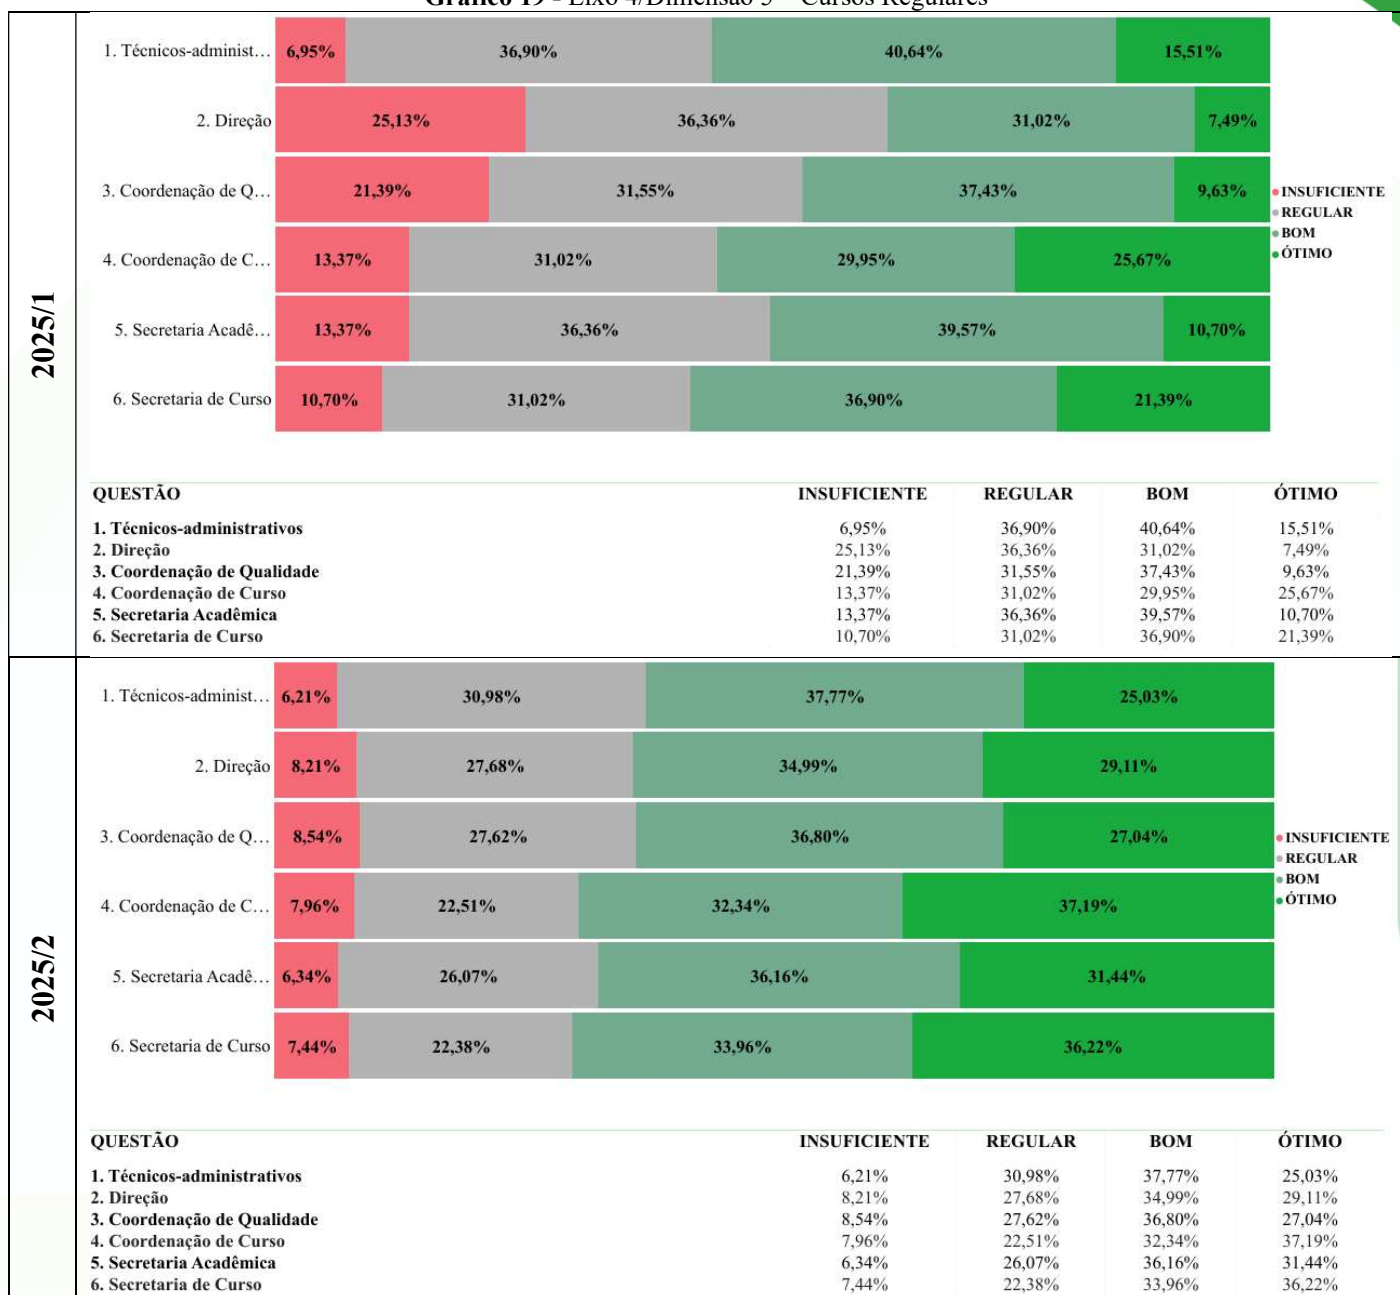 Gráfico 19 - Eixo 4/Dimensão 5 – Cursos Regulares
2025/1
1. Técnicos-administ… 6,95% 36,90% 40,64% 15,51%
2. Direção 25,13% 36,36% 31,02% 7,49%
3. Coordenação de Q… 21,39% 31,55% 37,43% 9,63%
4. Coordenação de C… 13,37% 31,02% 29,95% 25,67%
5. Secretaria Acadê… 13,37% 36,36% 39,57% 10,70%
6. Secretaria de Curso 10,70% 31,02% 36,90% 21,39%
INSUFICIENTE
REGULAR
BOM
ÓTIMO
QUESTÃO INSUFICIENTE REGULAR BOM ÓTIMO
1. Técnicos-administrativos 6,95% 36,90% 40,64% 15,51%
2. Direção 25,13% 36,36% 31,02% 7,49%
3. Coordenação de Qualidade 21,39% 31,55% 37,43% 9,63%
4. Coordenação de Curso 13,37% 31,02% 29,95% 25,67%
5. Secretaria Acadêmica 13,37% 36,36% 39,57% 10,70%
6. Secretaria de Curso 10,70% 31,02% 36,90% 21,39%
2025/2
1. Técnicos-administ… 6,21% 30,98% 37,77% 25,03%
2. Direção 8,21% 27,68% 34,99% 29,11%
3. Coordenação de Q… 8,54% 27,62% 36,80% 27,04%
4. Coordenação de C… 7,96% 22,51% 32,34% 37,19%
5. Secretaria Acadê… 6,34% 26,07% 36,16% 31,44%
6. Secretaria de Curso 7,44% 22,38% 33,96% 36,22%
INSUFICIENTE
REGULAR
BOM
ÓTIMO
QUESTÃO INSUFICIENTE REGULAR BOM ÓTIMO
1. Técnicos-administrativos 6,21% 30,98% 37,77% 25,03%
2. Direção 8,21% 27,68% 34,99% 29,11%
3. Coordenação de Qualidade 8,54% 27,62% 36,80% 27,04%
4. Coordenação de Curso 7,96% 22,51% 32,34% 37,19%
5. Secretaria Acadêmica 6,34% 26,07% 36,16% 31,44%
6. Secretaria de Curso 7,44% 22,38% 33,96% 36,22%